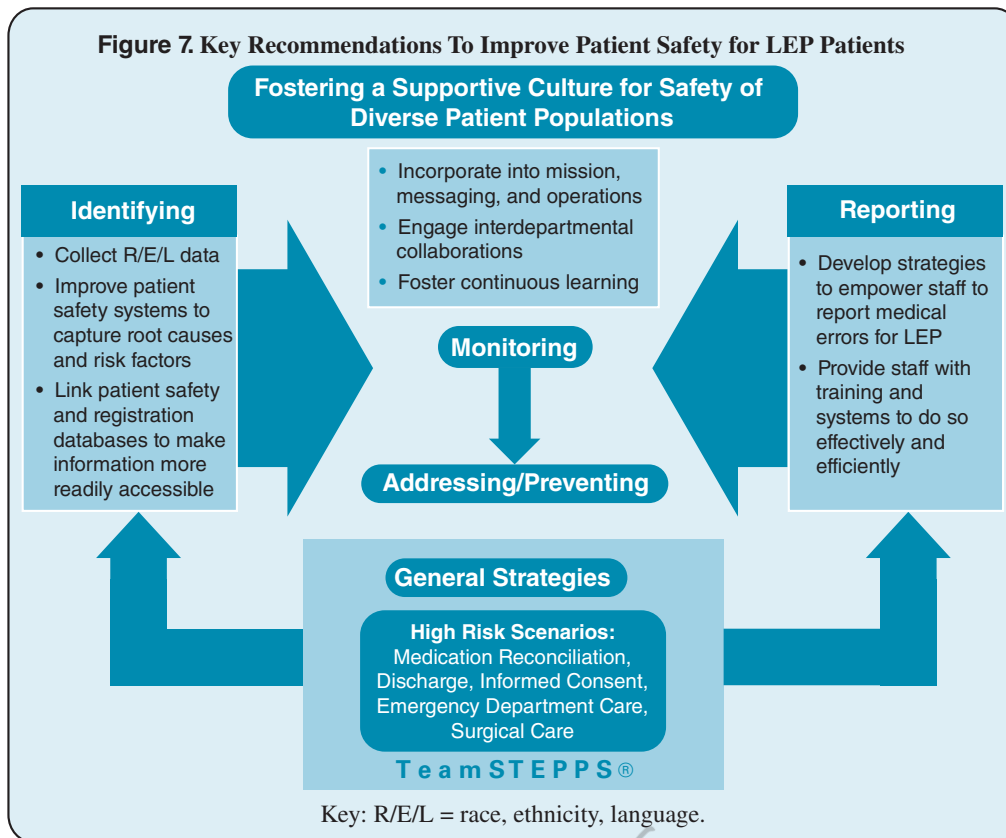 Figure 7. Key Recommendations To Improve Patient Safety for LEP Patients
Fostering a Supportive Culture for Safety of
Diverse Patient Populations
• Incorporate into mission,
messaging, and operations
• Engage interdepartmental
collaborations
• Foster continuous learning
Identifying
• Collect R/E/L data
• Improve patient
safety systems to
capture root causes
and risk factors
• Link patient safety
and registration
databases to make
information more
readily accessible
Monitoring
Addressing/Preventing
Reporting
• Develop strategies
to empower staff to
report medical
errors for LEP
• Provide staff with
training and
systems to do so
effectively and
efficiently
General Strategies
High Risk Scenarios:
Medication Reconciliation,
Discharge, Informed Consent,
Emergency Department Care,
Surgical Care
TeamSTEPPS®
Key: R/E/L = race, ethnicity, language.